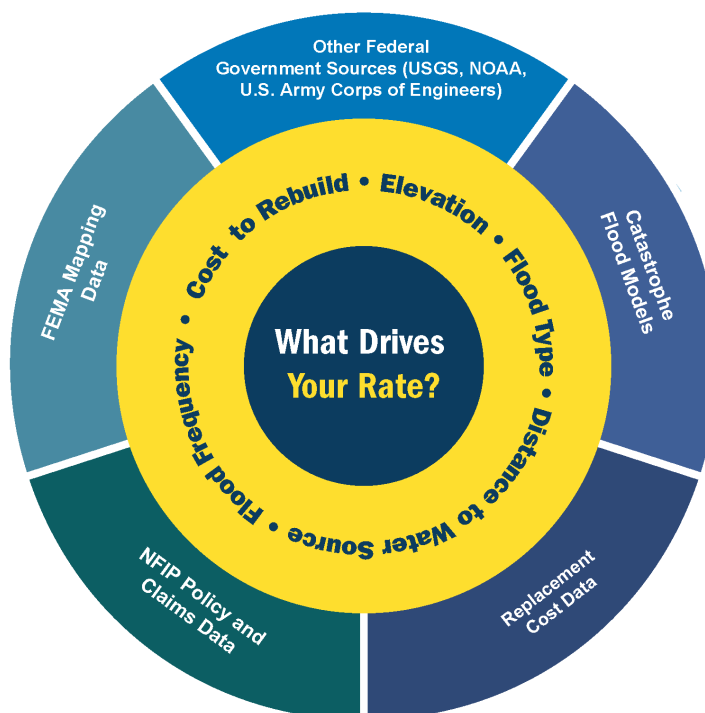 Other Federal
Government Sources (USGS, NOAA,
U.S. Army Corps of Engineers)
Catastrophe
Flood Models
Replacement
Cost Data
NFIP Policy and
Claims Data
FEMA Mapping
Data
Cost to Rebuild • Elevation • Flood Type • Distance to Water Source • Flood Frequency •
What Drives
Your Rate?